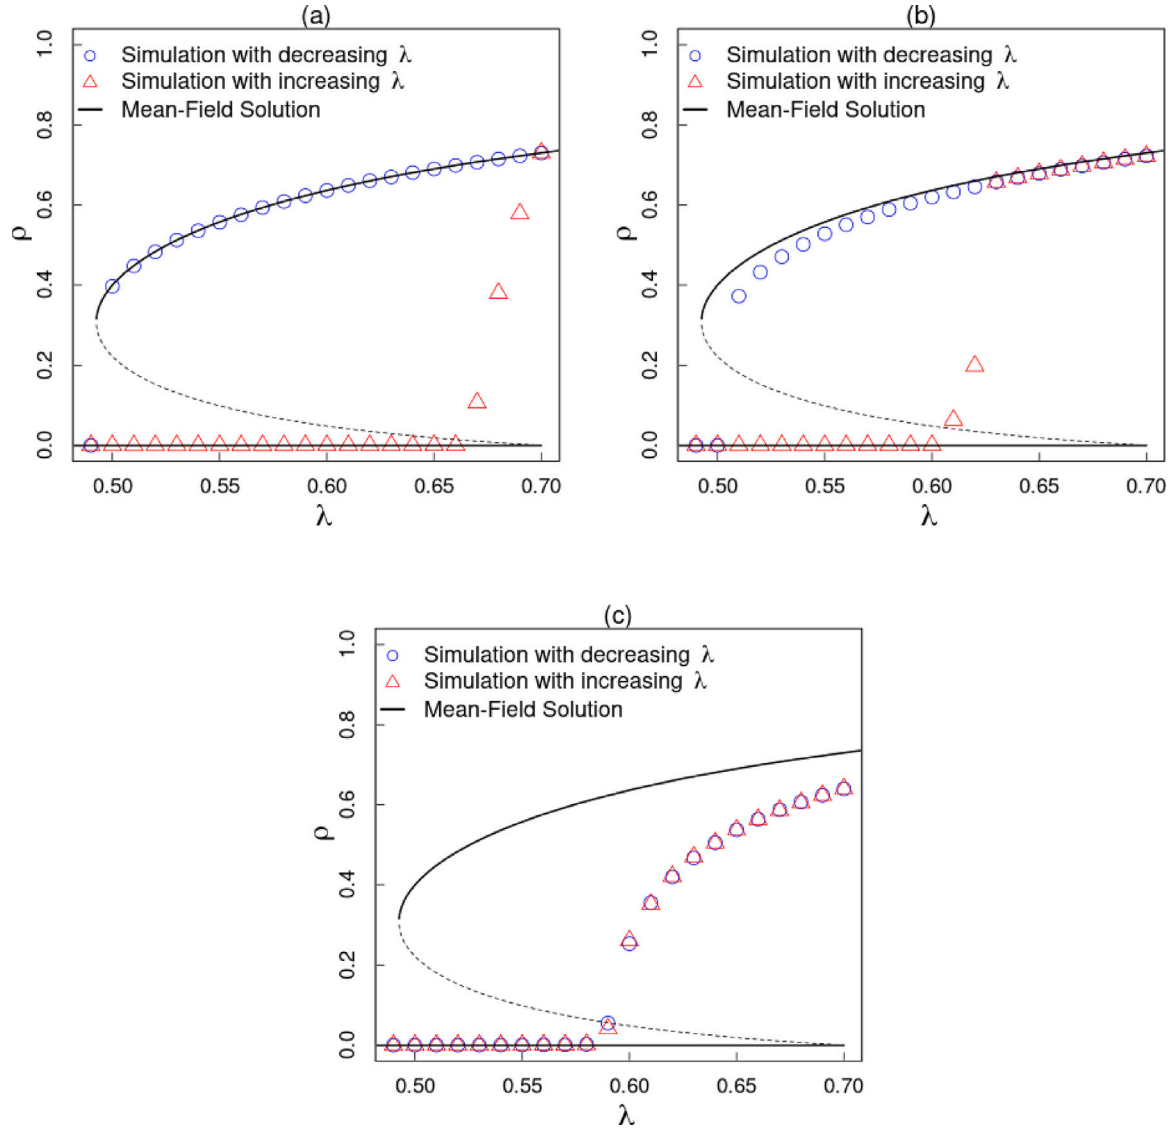 (a)
Simulation with decreasing λ
Simulation with increasing λ
Mean-Field Solution
ρ
1.0
0.8
0.6
0.4
0.2
0.0
0.50 0.55 0.60 0.65 0.70
λ
(b)
Simulation with decreasing λ
Simulation with increasing λ
Mean-Field Solution
ρ
1.0
0.8
0.6
0.4
0.2
0.0
0.50 0.55 0.60 0.65 0.70
λ
(c)
Simulation with decreasing λ
Simulation with increasing λ
Mean-Field Solution
ρ
1.0
0.8
0.6
0.4
0.2
0.0
0.50 0.55 0.60 0.65 0.70
λ